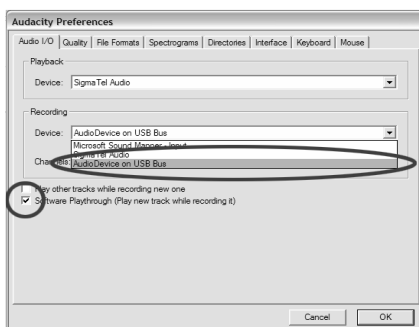 Audacity Preferences
Audio I/O Quality File Formats Spectrograms Directories Interface Keyboard Mouse
Playback
Device: SigmaTel Audio
Recording
Device: AudioDevice on USB Bus
Microsoft Sound Mapper - Input
SigmaTel Audio
Channels: AudioDevice on USB Bus
Play other tracks while recording new one
Software Playthrough (Play new track while recording it)
Cancel OK